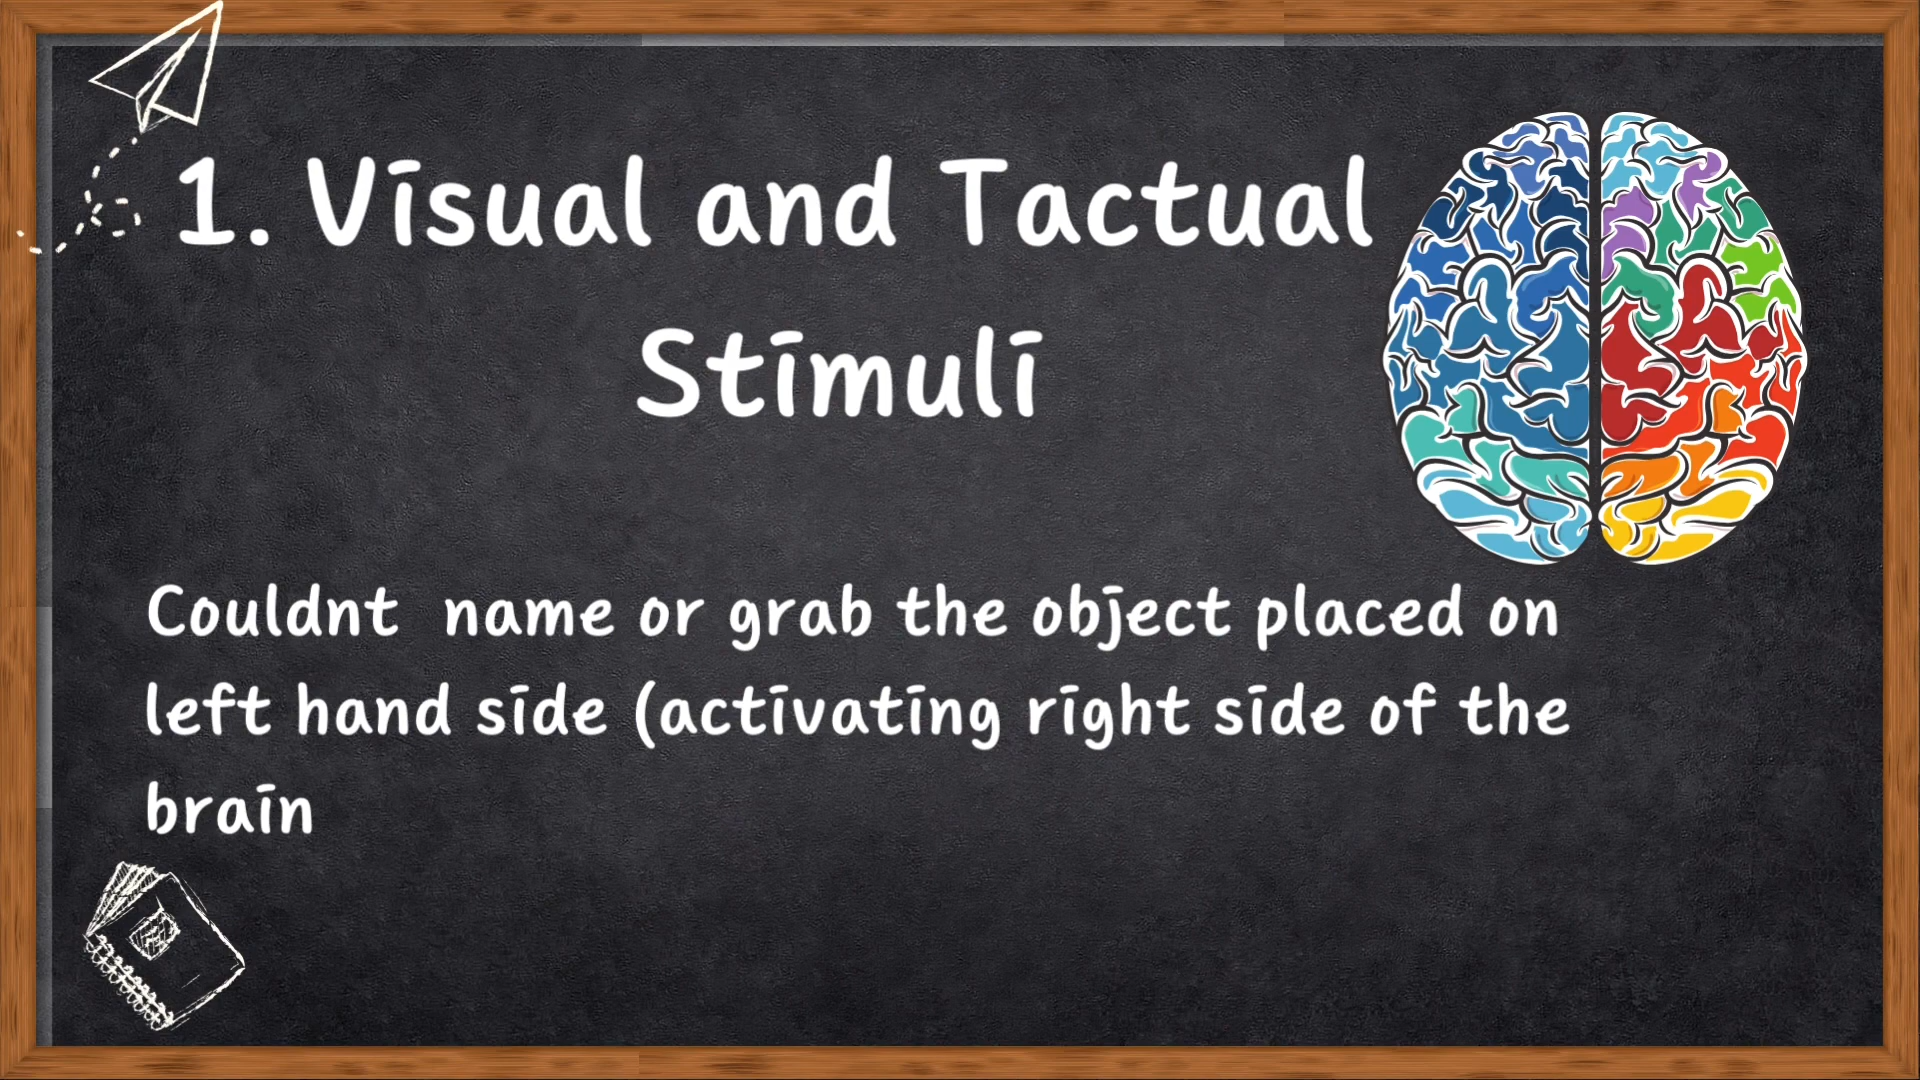 1. Visual and Tactual
Stimuli
Couldnt  name or grab the object placed on
left hand side (activating right side of the
brain